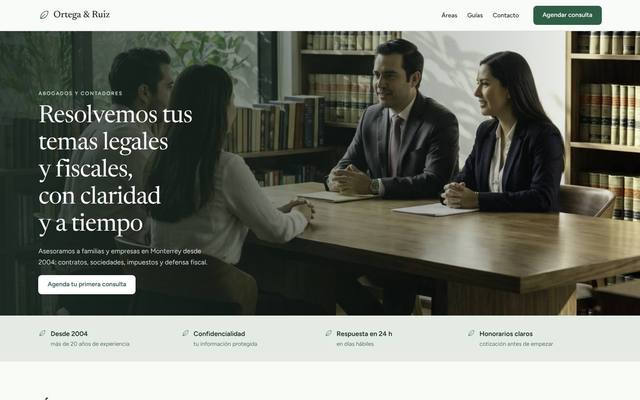 Ortega & Ruiz
Áreas
Guías
Contacto
Agendar consulta
ABOGADOS Y CONTADORES
Resolvemos tus
temas legales
y fiscales,
con claridad
y a tiempo
Asesoramos a familias y empresas en Monterrey desde
2004: contratos, sociedades, impuestos y defensa fiscal.
Agenda tu primera consulta
Desde 2004
más de 20 años de experiencia
Confidencialidad
tu información protegida
Respuesta en 24 h
en días hábiles
Honorarios claros
cotización antes de empezar